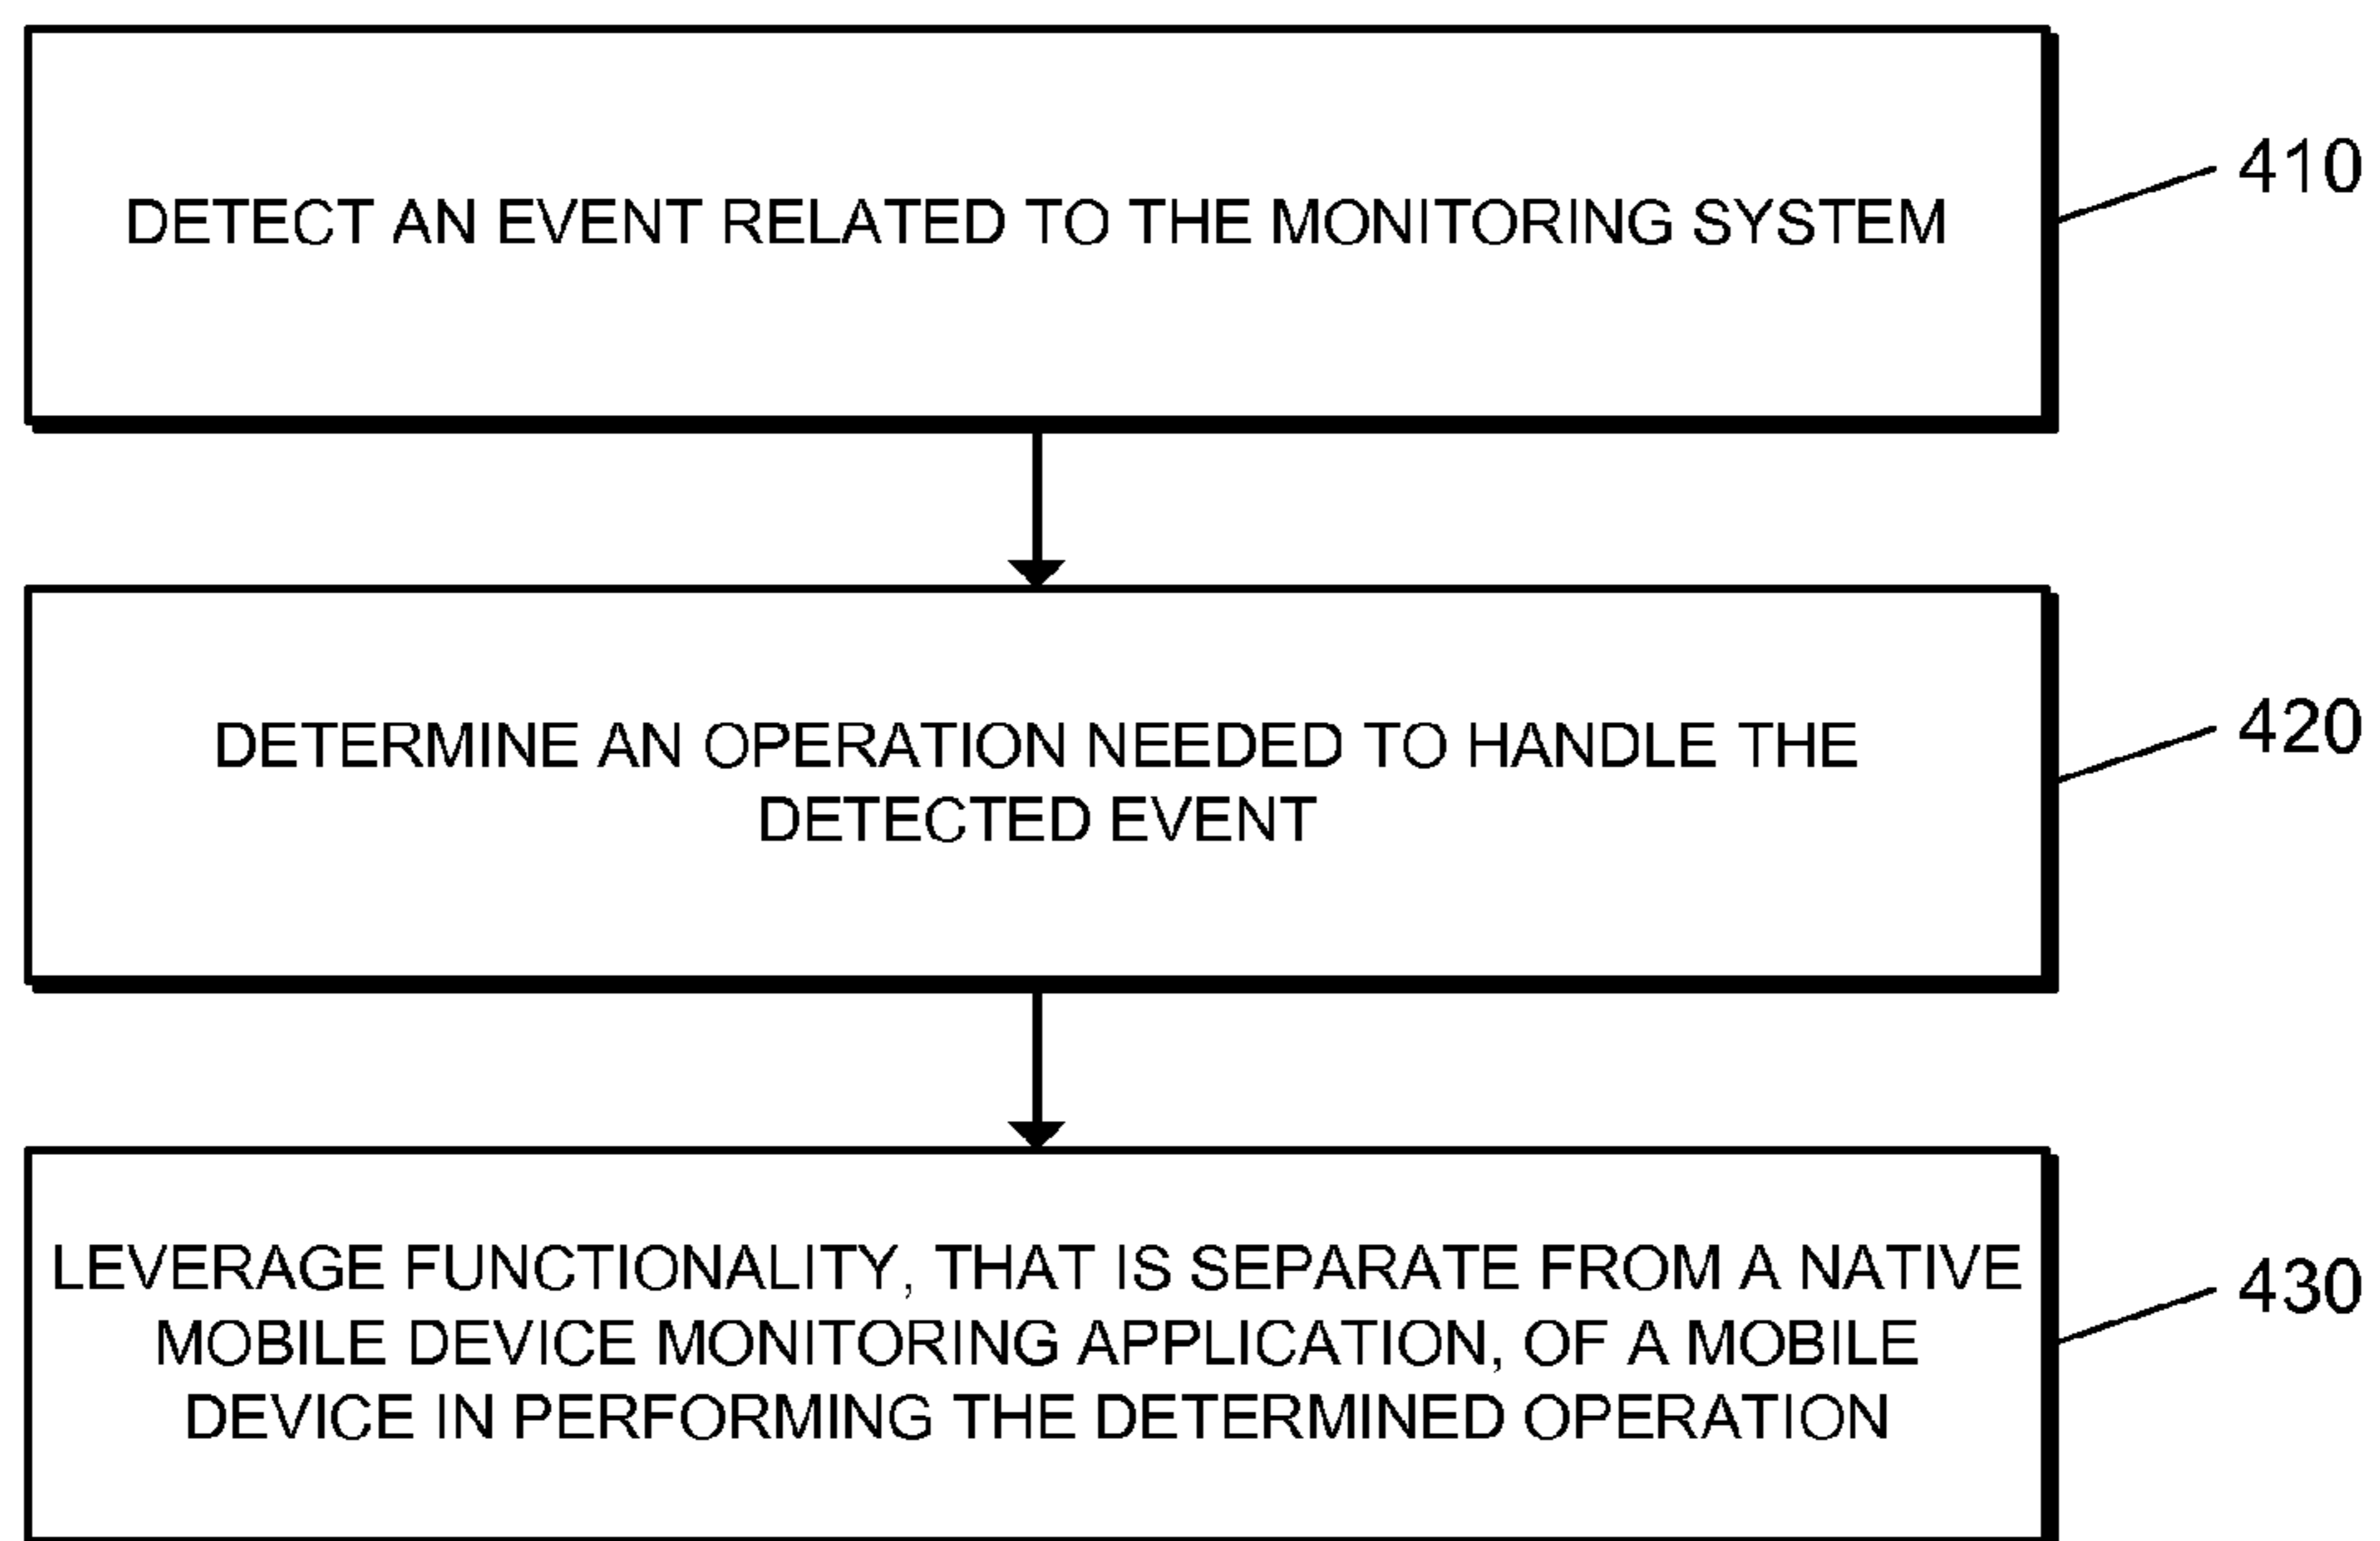 DETECT AN EVENT RELATED TO THE MONITORING SYSTEM
410
DETERMINE AN OPERATION NEEDED TO HANDLE THE
DETECTED EVENT
420
LEVERAGE FUNCTIONALITY, THAT IS SEPARATE FROM A NATIVE
MOBILE DEVICE MONITORING APPLICATION, OF A MOBILE
DEVICE IN PERFORMING THE DETERMINED OPERATION
430